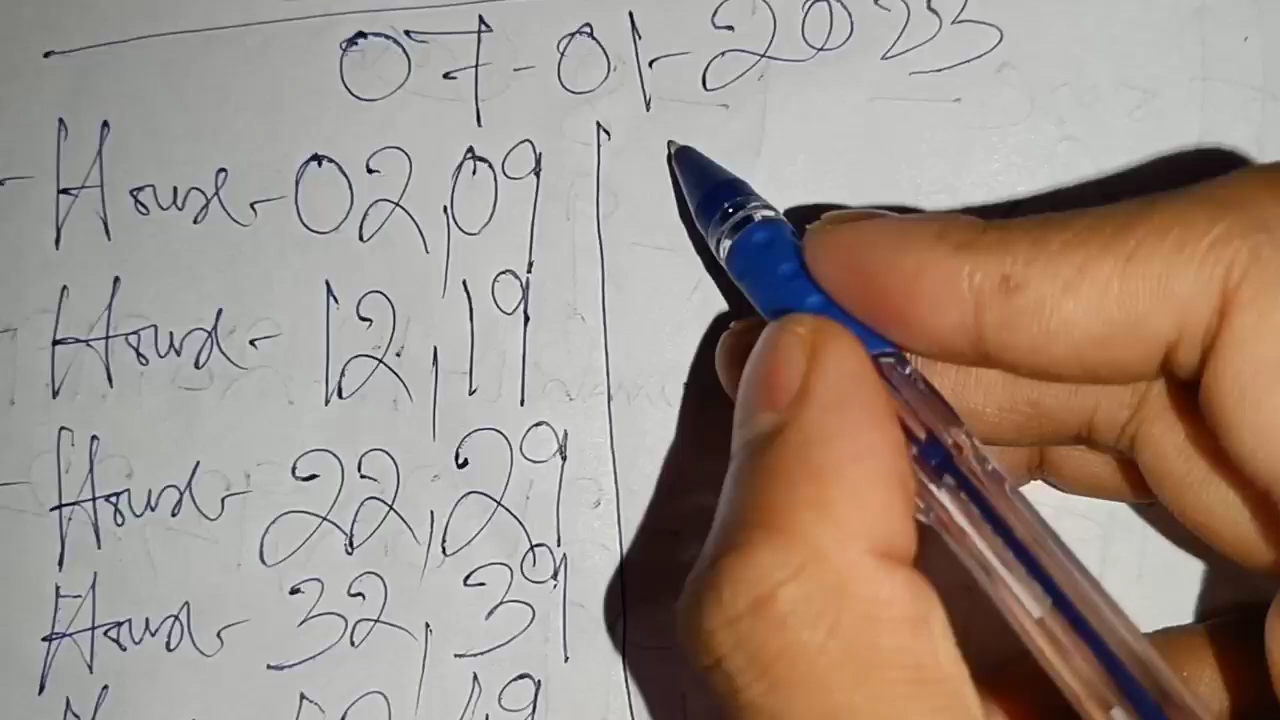 07-01-2023
- House - 02, 09
- House - 12, 19
- House - 22, 29
House - 32, 39